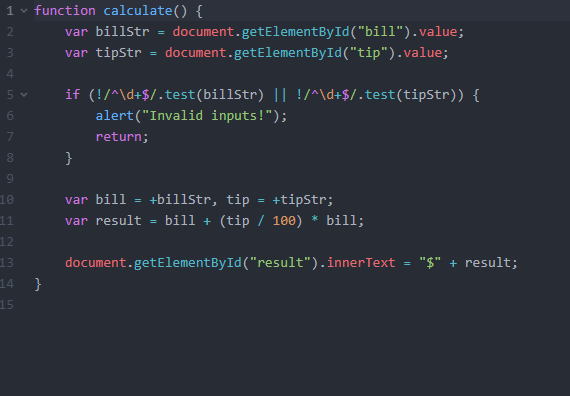 1 function calculate() {
2 var billStr = document.getElementById("bill").value;
3 var tipStr = document.getElementById("tip").value;
4
5 if (!/^\d+$/.test(billStr) || !/^\d+$/.test(tipStr)) {
6 alert("Invalid inputs!");
7 return;
8 }
9
10 var bill = +billStr, tip = +tipStr;
11 var result = bill + (tip / 100) * bill;
12
13 document.getElementById("result").innerText = "$" + result;
14 }
15